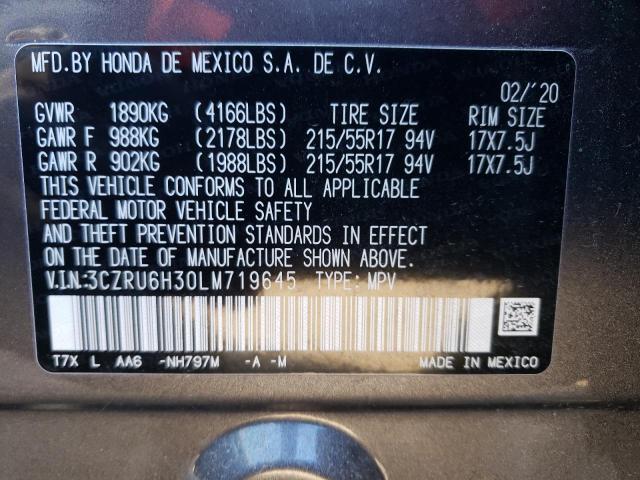 MFD.BY HONDA DE MEXICO S.A. DE C.V.
02/'20
GVWR 1890KG (4166LBS) TIRE SIZE RIM SIZE
GAWR F 988KG (2178LBS) 215/55R17 94V 17X7.5J
GAWR R 902KG (1988LBS) 215/55R17 94V 17X7.5J
THIS VEHICLE CONFORMS TO ALL APPLICABLE
FEDERAL MOTOR VEHICLE SAFETY
AND THEFT PREVENTION STANDARDS IN EFFECT
ON THE DATE OF MANUFACTURE SHOWN ABOVE.
V.I.N:3CZRU6H30LM719645 TYPE: MPV
T7X L AA6 -NH797M -A -M MADE IN MEXICO